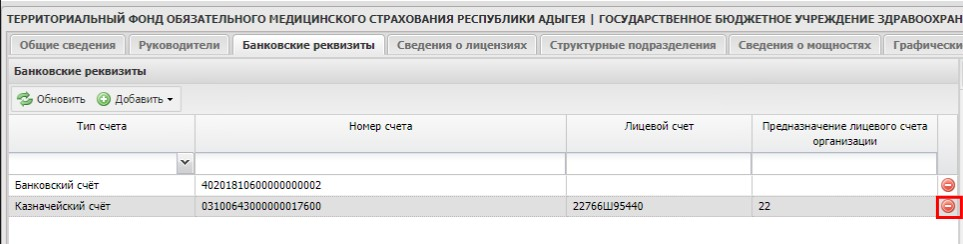 ТЕРРИТОРИАЛЬНЫЙ ФОНД ОБЯЗАТЕЛЬНОГО МЕДИЦИНСКОГО СТРАХОВАНИЯ РЕСПУБЛИКИ АДЫГЕЯ | ГОСУДАРСТВЕННОЕ БЮДЖЕТНОЕ УЧРЕЖДЕНИЕ ЗДРАВООХРАН
Общие сведения Руководители Банковские реквизиты Сведения о лицензиях Структурные подразделения Сведения о мощностях Графически
Банковские реквизиты
Обновить Добавить
Тип счета Номер счета Лицевой счет Предназначение лицевого счета
организации
Банковский счёт 40201810600000000002
Казначейский счёт 03100643000000017600 22766Ш95440 22